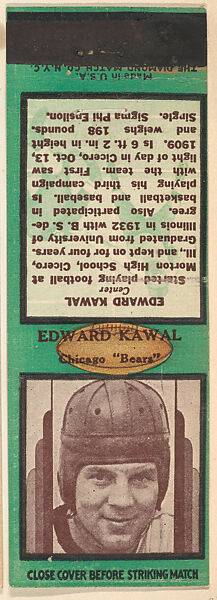 Made in U.S.A.
THE DIAMOND MATCH CO. N.Y.C.
EDWARD KAWAL
Center
Started playing football at
Morton High School, Cicero,
Ill., and kept on for four years.
Graduated from University of
Illinois in 1932 with B. S. de-
gree. Also participated in
basketball and baseball. Is
playing his third campaign
with the team. First saw
light of day in Cicero, Oct. 13,
1909. Is 6 ft. 2 in. in height
and weighs 198 pounds.
Single. Sigma Phi Epsilon.
EDWARD KAWAL
Chicago "Bears"
CLOSE COVER BEFORE STRIKING MATCH